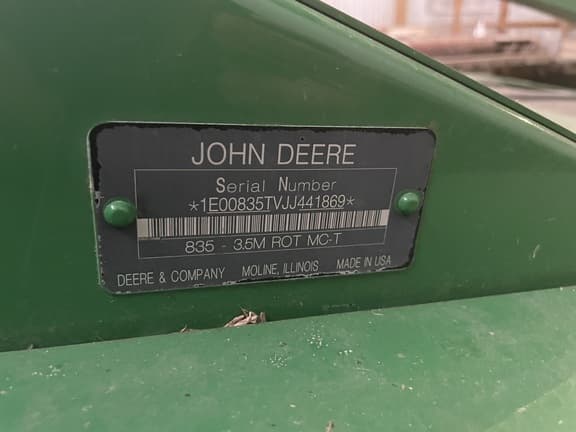 JOHN DEERE
Serial Number
*1E00835TVJJ441869*
835 - 3.5M ROT MC-T
DEERE & COMPANY MOLINE, ILLINOIS MADE IN USA